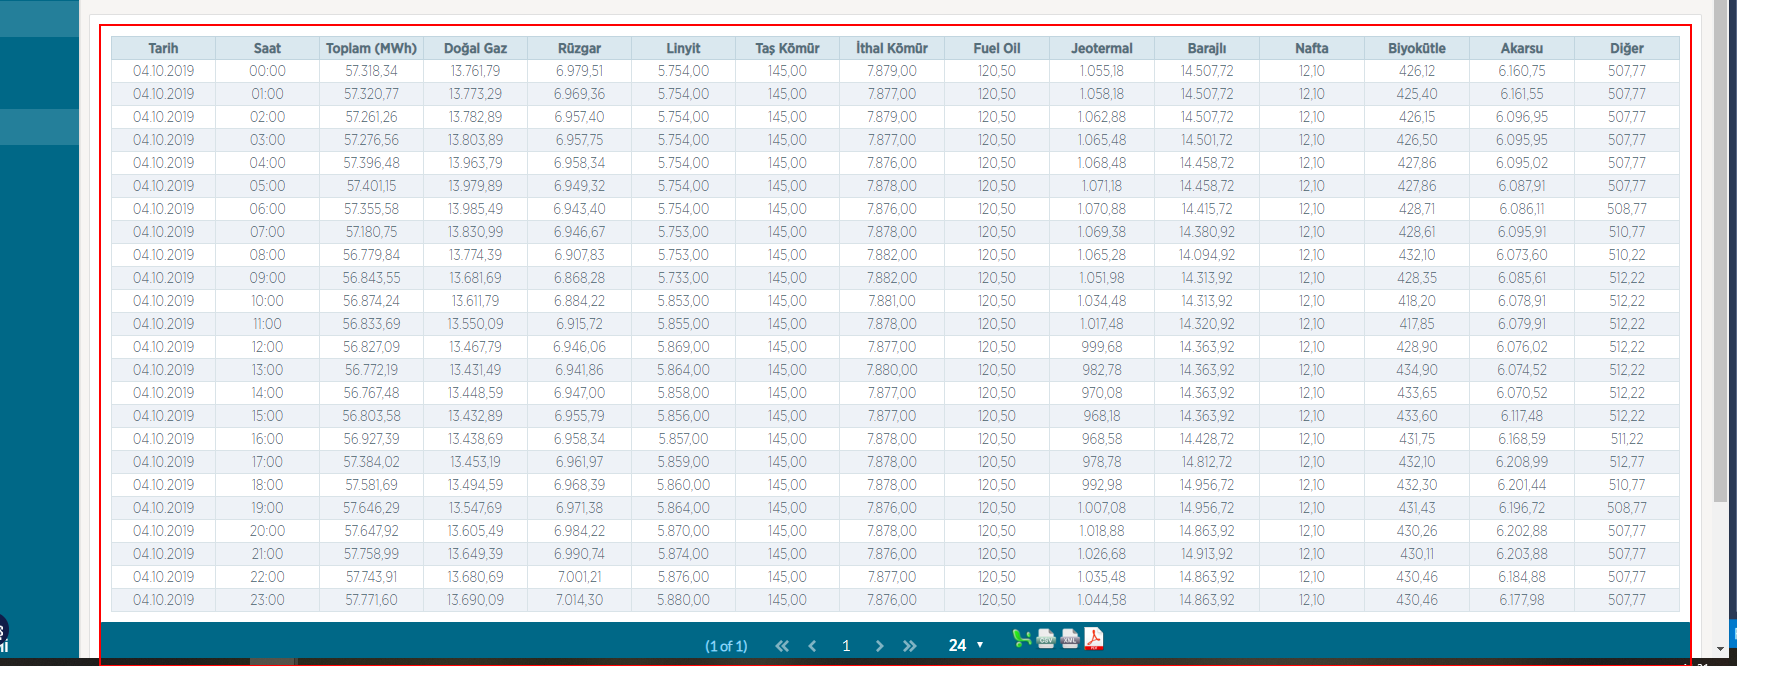 Tarih Saat Toplam (MWh) Doğal Gaz Rüzgar Linyit Taş Kömür İthal Kömür Fuel Oil Jeotermal Barajlı Nafta Biyokütle Akarsu Diğer
04.10.2019 00:00 57.318,34 13.761,79 6.979,51 5.754,00 145,00 7.879,00 120,50 1.055,18 14.507,72 12,10 426,12 6.160,75 507,77
04.10.2019 01:00 57.320,77 13.773,29 6.969,36 5.754,00 145,00 7.877,00 120,50 1.058,18 14.507,72 12,10 425,40 6.161,55 507,77
04.10.2019 02:00 57.261,26 13.782,89 6.957,40 5.754,00 145,00 7.879,00 120,50 1.062,88 14.507,72 12,10 426,15 6.096,95 507,77
04.10.2019 03:00 57.276,56 13.803,89 6.957,75 5.754,00 145,00 7.877,00 120,50 1.065,48 14.501,72 12,10 426,50 6.095,95 507,77
04.10.2019 04:00 57.396,48 13.963,79 6.958,34 5.754,00 145,00 7.876,00 120,50 1.068,48 14.458,72 12,10 427,86 6.095,02 507,77
04.10.2019 05:00 57.401,15 13.979,89 6.949,32 5.754,00 145,00 7.878,00 120,50 1.071,18 14.458,72 12,10 427,86 6.087,91 507,77
04.10.2019 06:00 57.355,58 13.985,49 6.943,40 5.754,00 145,00 7.876,00 120,50 1.070,88 14.415,72 12,10 428,71 6.086,11 508,77
04.10.2019 07:00 57.180,75 13.830,99 6.946,67 5.753,00 145,00 7.878,00 120,50 1.069,38 14.380,92 12,10 428,61 6.095,91 510,77
04.10.2019 08:00 56.779,84 13.774,39 6.907,83 5.753,00 145,00 7.882,00 120,50 1.065,28 14.094,92 12,10 432,10 6.073,60 510,22
04.10.2019 09:00 56.843,55 13.681,69 6.868,28 5.733,00 145,00 7.882,00 120,50 1.051,98 14.313,92 12,10 428,35 6.085,61 512,22
04.10.2019 10:00 56.874,24 13.611,79 6.884,22 5.853,00 145,00 7.881,00 120,50 1.034,48 14.313,92 12,10 418,20 6.078,91 512,22
04.10.2019 11:00 56.833,69 13.550,09 6.915,72 5.855,00 145,00 7.878,00 120,50 1.017,48 14.320,92 12,10 417,85 6.079,91 512,22
04.10.2019 12:00 56.827,09 13.467,79 6.946,06 5.869,00 145,00 7.877,00 120,50 999,68 14.363,92 12,10 428,90 6.076,02 512,22
04.10.2019 13:00 56.772,19 13.431,49 6.941,86 5.864,00 145,00 7.880,00 120,50 982,78 14.363,92 12,10 434,90 6.074,52 512,22
04.10.2019 14:00 56.767,48 13.448,59 6.947,00 5.858,00 145,00 7.877,00 120,50 970,08 14.363,92 12,10 433,65 6.070,52 512,22
04.10.2019 15:00 56.803,58 13.432,89 6.955,79 5.856,00 145,00 7.877,00 120,50 968,18 14.363,92 12,10 433,60 6.117,48 512,22
04.10.2019 16:00 56.927,39 13.438,69 6.958,34 5.857,00 145,00 7.878,00 120,50 968,58 14.428,72 12,10 431,75 6.168,59 511,22
04.10.2019 17:00 57.384,02 13.453,19 6.961,97 5.859,00 145,00 7.878,00 120,50 978,78 14.812,72 12,10 432,10 6.208,99 512,77
04.10.2019 18:00 57.581,69 13.494,59 6.968,39 5.860,00 145,00 7.878,00 120,50 992,98 14.956,72 12,10 432,30 6.201,44 510,77
04.10.2019 19:00 57.646,29 13.547,69 6.971,38 5.864,00 145,00 7.876,00 120,50 1.007,08 14.956,72 12,10 431,43 6.196,72 508,77
04.10.2019 20:00 57.647,92 13.605,49 6.984,22 5.870,00 145,00 7.878,00 120,50 1.018,88 14.863,92 12,10 430,26 6.202,88 507,77
04.10.2019 21:00 57.758,99 13.649,39 6.990,74 5.874,00 145,00 7.876,00 120,50 1.026,68 14.913,92 12,10 430,11 6.203,88 507,77
04.10.2019 22:00 57.743,91 13.680,69 7.001,21 5.876,00 145,00 7.877,00 120,50 1.035,48 14.863,92 12,10 430,46 6.184,88 507,77
04.10.2019 23:00 57.771,60 13.690,09 7.014,30 5.880,00 145,00 7.876,00 120,50 1.044,58 14.863,92 12,10 430,46 6.177,98 507,77
(1 of 1) 1 24